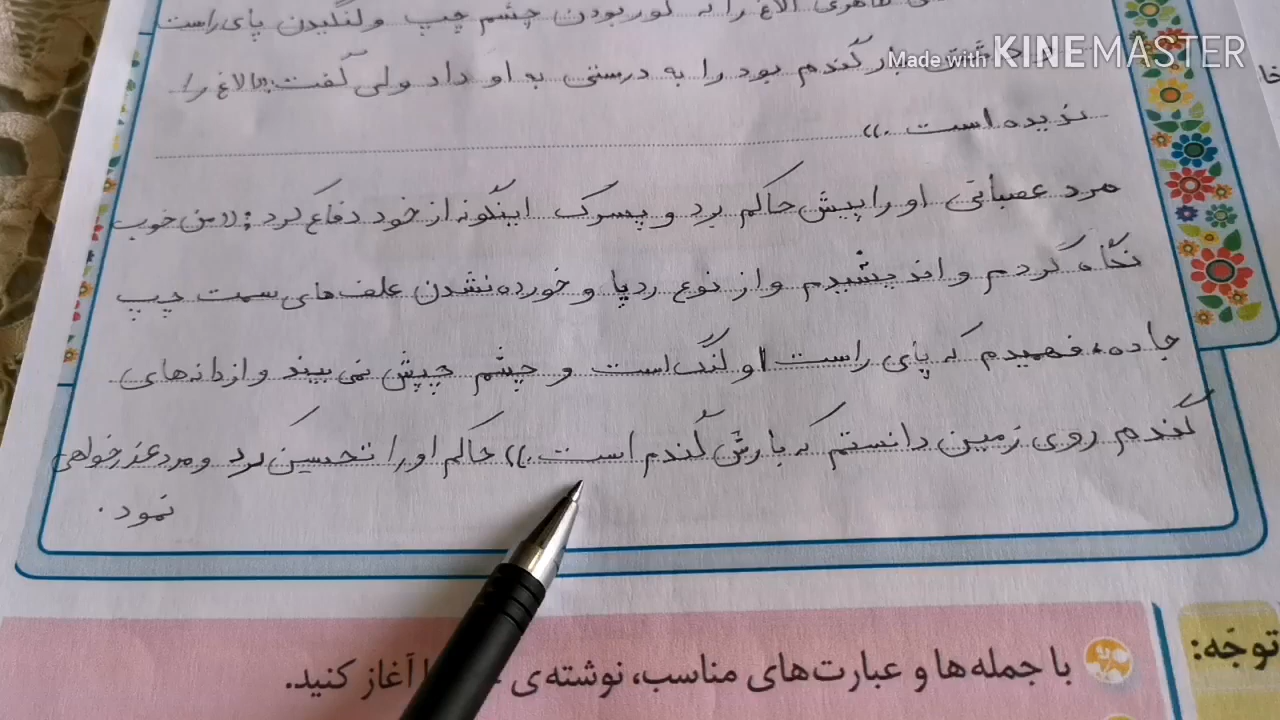 ظاهری الاغ را به کور بودن چشم چپ و لنگیدن پای راست
Made with KINEMASTER
و داشتن بار گندم بود را به درستی به او داد ولی گفت: «الاغ را
ندیده است.»
مرد عصبانی او را پیش حاکم برد و پسرک اینگونه از خود دفاع کرد: «من خوب
نگاه کردم و اندیشیدم و از نوع ردپا و خورده نشدن علف های سمت چپ
جاده، فهمیدم که پای راست او لنگ است و چشم چپش نمی بیند و از دانه های
گندم روی زمین دانستم که بارش گندم است.» حاکم او را تحسین کرد و مرد عذرخواهی
نمود.
توجّه:
با جمله‌ها و عبارت‌های مناسب، نوشته‌ی آغاز کنید.